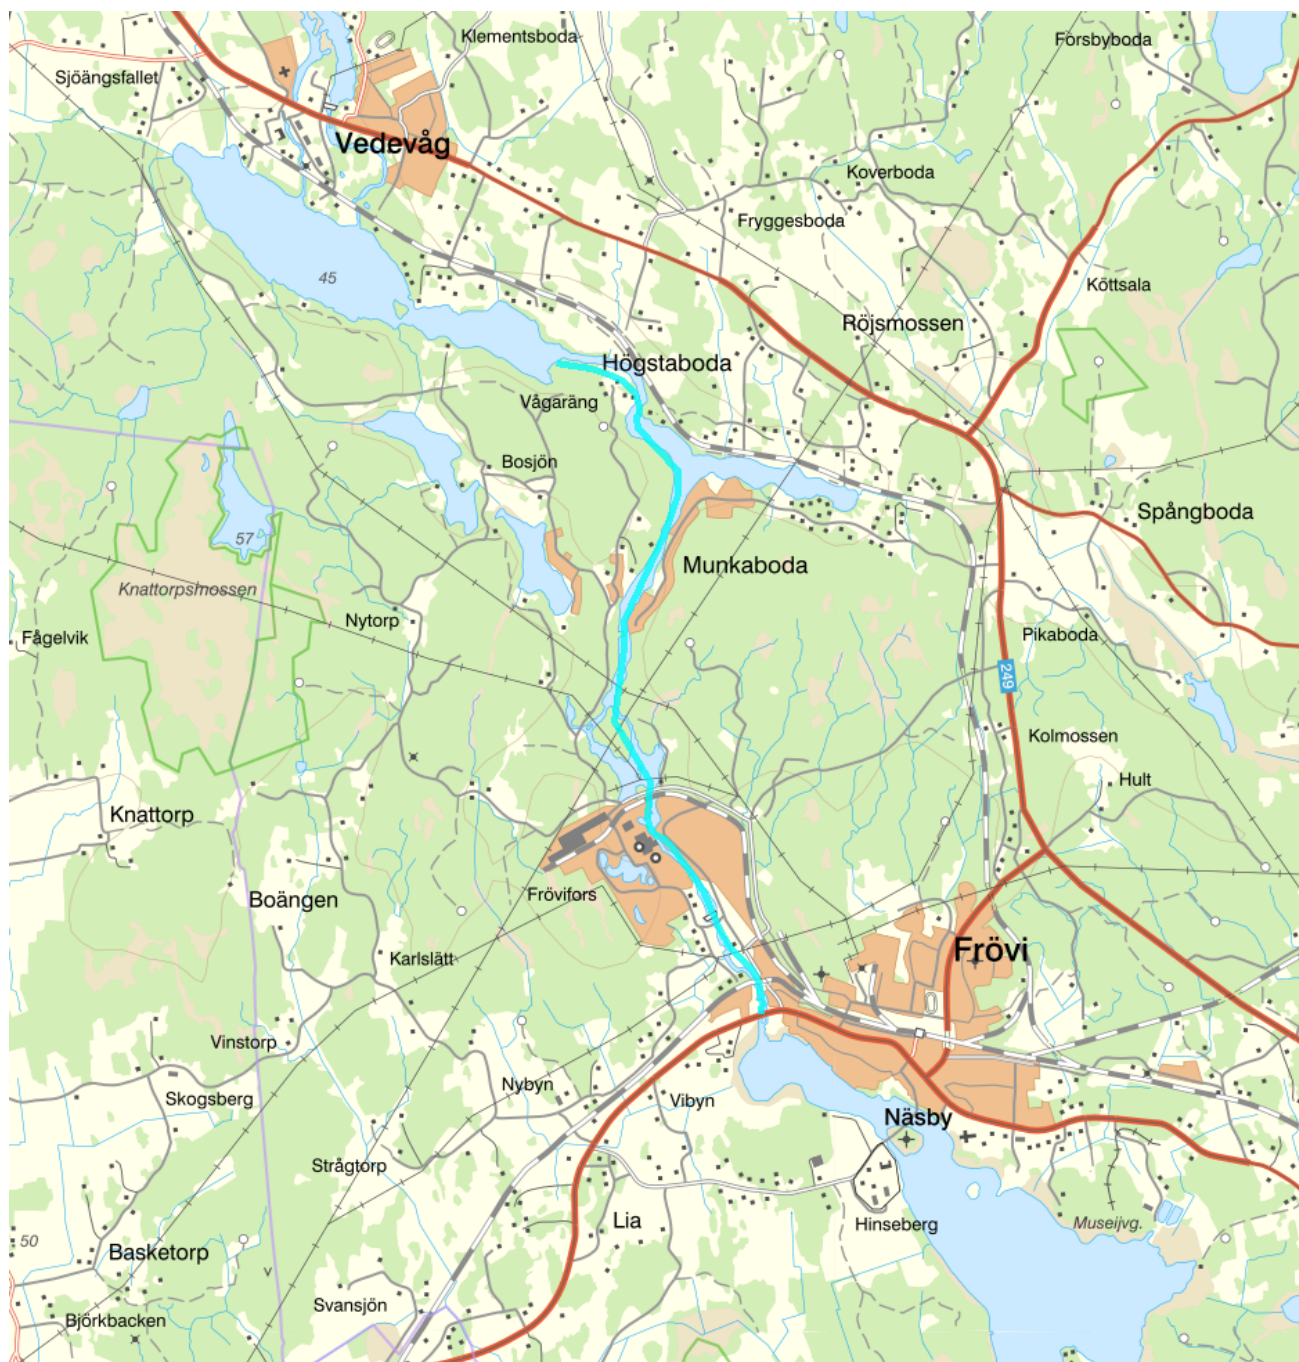 Klementsboda
Forsbyboda
Sjöängsfallet
Vedevåg
Koverboda
Fryggesboda
45
Köttsala
Röjsmossen
Högstaboda
Vågaräng
Bosjön
Spångboda
57
Munkaboda
Knattorpsmossen
Nytorp
Fågelvik
Pikaboda
249
Kolmossen
Hult
Knattorp
Frövifors
Boängen
Frövi
Karlslätt
Vinstorp
Nybyn
Skogsberg
Vibyn
Näsby
Strågtorp
Lia
Hinseberg
Museijvg.
50
Basketorp
Svansjön
Björkbacken